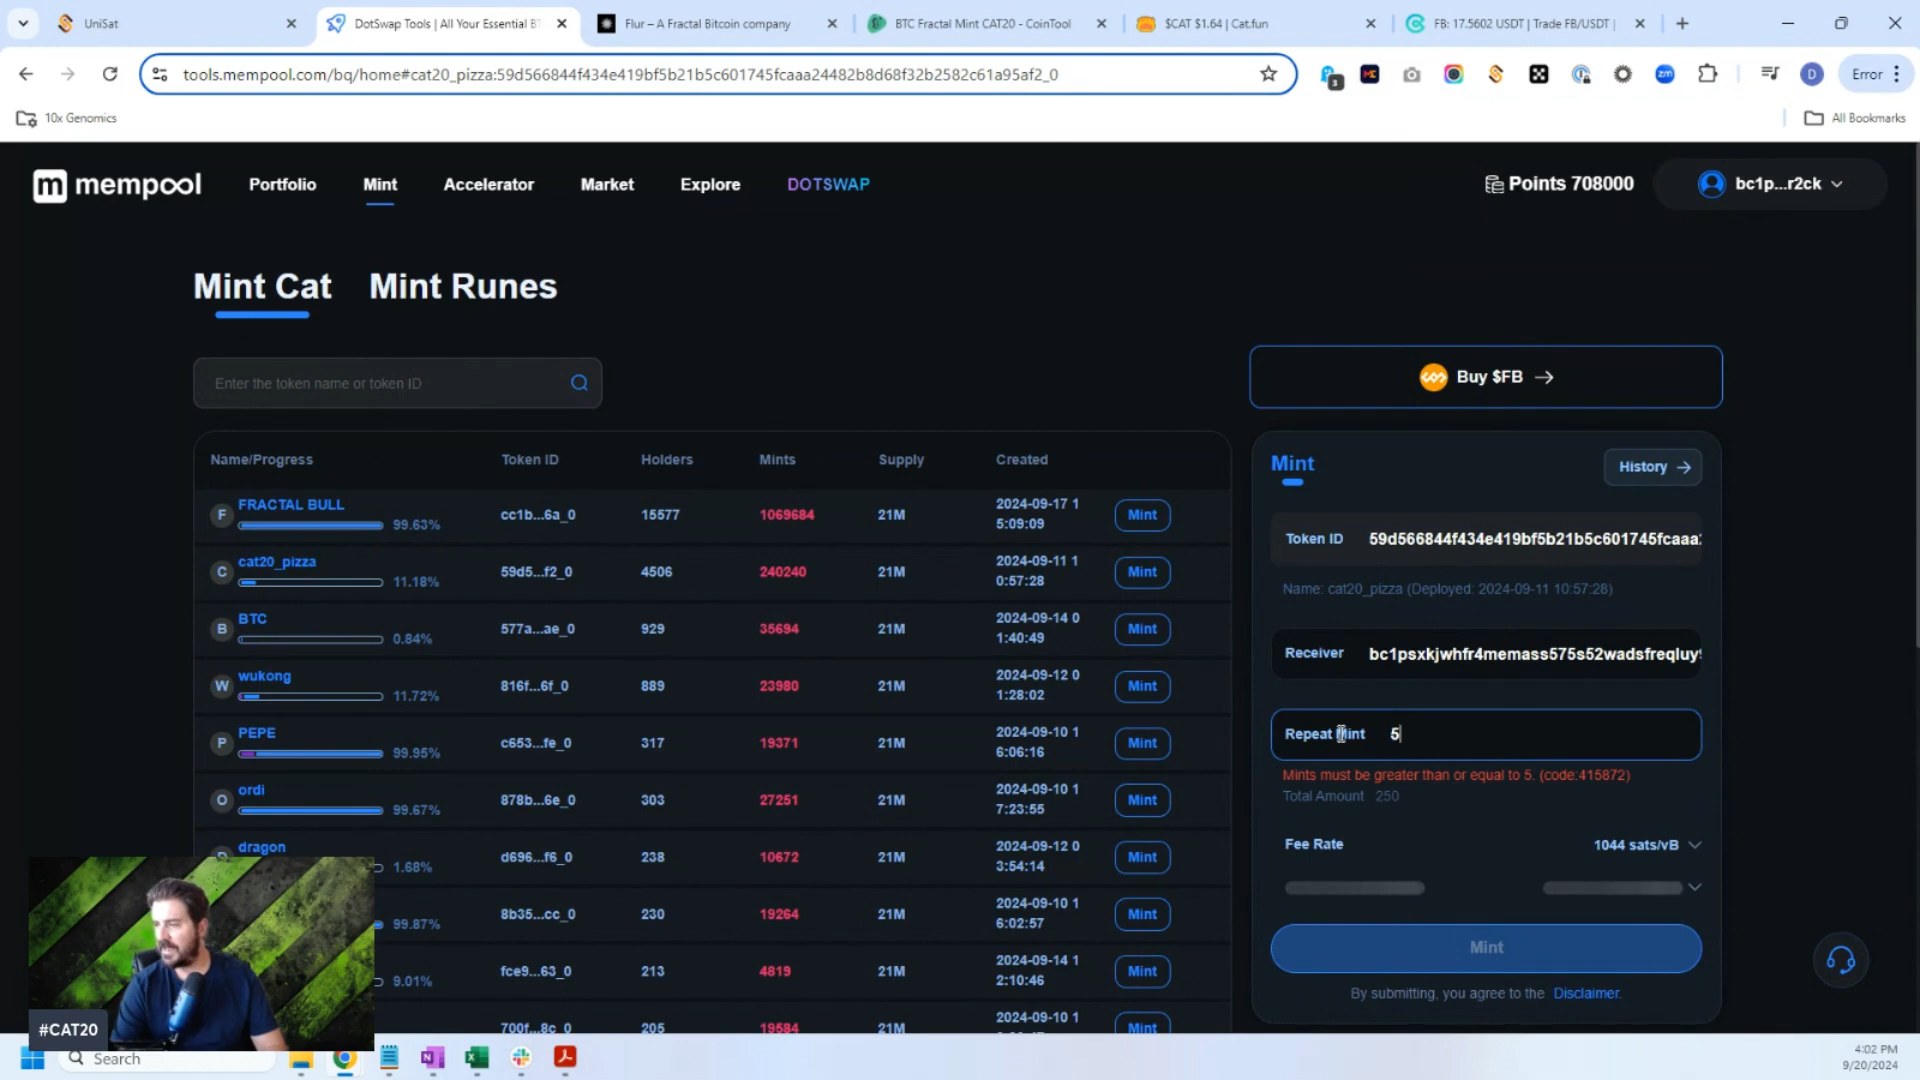 UniSat
DotSwap Tools | All Your Essential BT
Flur – A Fractal Bitcoin company
BTC Fractal Mint CAT20 - CoinTool
$CAT $1.64 | Cat.fun
FB: 17.5602 USDT | Trade FB/USDT |
tools.mempool.com/bq/home#cat20_pizza:59d566844f434e419bf5b21b5c601745fcaaa24482b8d68f32b2582c61a95af2_0
3
ME
zm
D
Error
10x Genomics
All Bookmarks
m mempool
Portfolio
Mint
Accelerator
Market
Explore
DOTSWAP
Points 708000
bc1p...r2ck
Mint Cat
Mint Runes
Enter the token name or token ID
Buy $FB
Name/Progress Token ID Holders Mints Supply Created
F FRACTAL BULL 99.63% cc1b...6a_0 15577 1069684 21M 2024-09-17 1
5:09:09 Mint
C cat20_pizza 11.18% 59d5...f2_0 4506 240240 21M 2024-09-11 1
0:57:28 Mint
B BTC 0.84% 577a...ae_0 929 35694 21M 2024-09-14 0
1:40:49 Mint
W wukong 11.72% 816f...6f_0 889 23980 21M 2024-09-12 0
1:28:02 Mint
P PEPE 99.95% c653...fe_0 317 19371 21M 2024-09-10 1
6:06:16 Mint
O ordi 99.67% 878b...6e_0 303 27251 21M 2024-09-10 1
7:23:55 Mint
dragon 1.68% d696...f6_0 238 10672 21M 2024-09-12 0
3:54:14 Mint
99.87% 8b35...cc_0 230 19264 21M 2024-09-10 1
6:02:57 Mint
9.01% fce9...63_0 213 4819 21M 2024-09-14 1
2:10:46 Mint
700f...8c_0 205 19584 21M 2024-09-10 1
Mint
Mint
History
Token ID 59d566844f434e419bf5b21b5c601745fcaaa
Name: cat20_pizza (Deployed: 2024-09-11 10:57:28)
Receiver bc1psxkjwhfr4memass575s52wadsfreqluy
Repeat Mint 5
Mints must be greater than or equal to 5. (code:415872)
Total Amount 250
Fee Rate 1044 sats/vB
Mint
By submitting, you agree to the Disclaimer.
#CAT20
Search
4:02 PM
9/20/2024